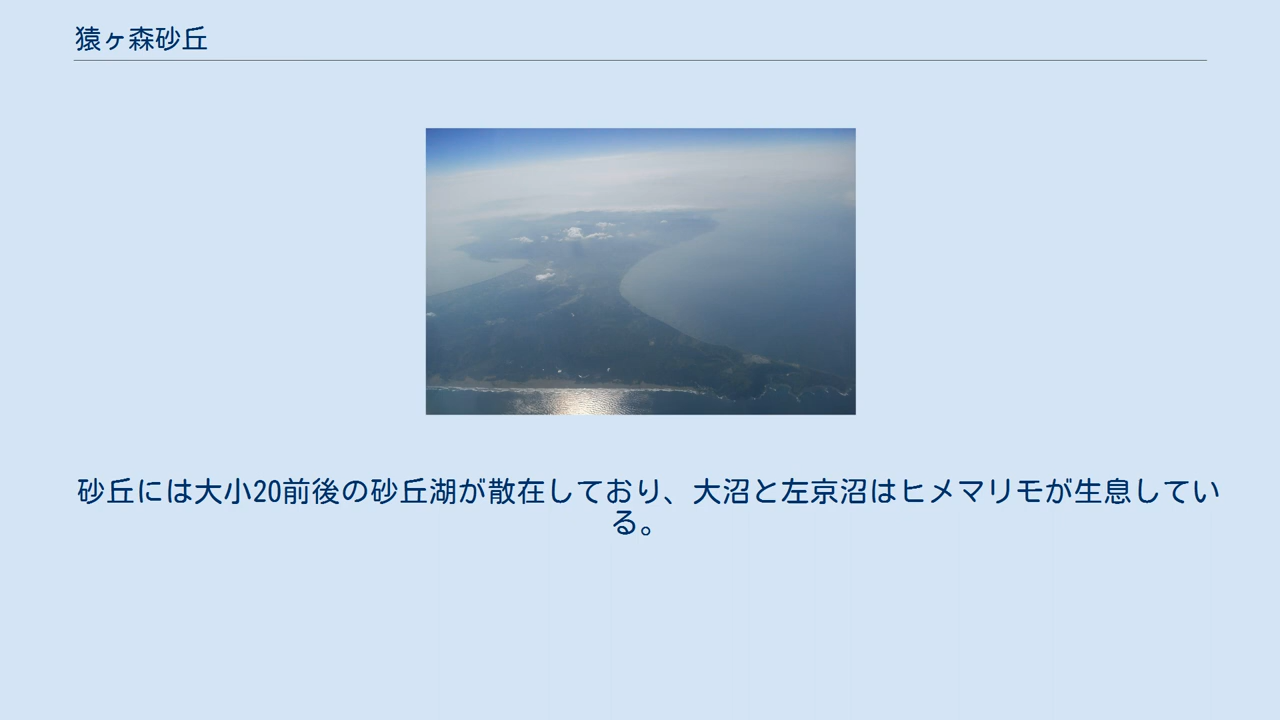 猿ヶ森砂丘
砂丘には大小20前後の砂丘湖が散在しており、大沼と左京沼はヒメマリモが生息してい
る。